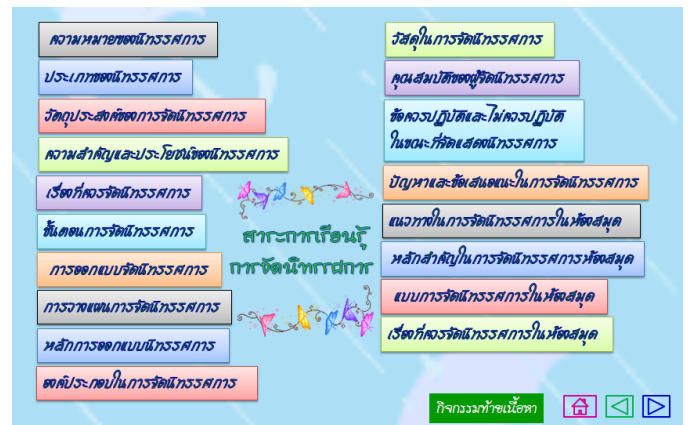 ความหมายของนิทรรศการ
ประเภทของนิทรรศการ
วัตถุประสงค์ของการจัดนิทรรศการ
ความสำคัญและประโยชน์ของนิทรรศการ
เรื่องที่ควรจัดนิทรรศการ
ขั้นตอนการจัดนิทรรศการ
การออกแบบจัดนิทรรศการ
การวางแผนการจัดนิทรรศการ
หลักการออกแบบนิทรรศการ
องค์ประกอบในการจัดนิทรรศการ
สาระการเรียนรู้
การจัดนิทรรศการ
วัสดุในการจัดนิทรรศการ
คุณสมบัติของผู้จัดนิทรรศการ
ข้อควรปฏิบัติและไม่ควรปฏิบัติ
ในขณะที่จัดแสดงนิทรรศการ
ปัญหาและข้อเสนอแนะในการจัดนิทรรศการ
แนวทางในการจัดนิทรรศการในห้องสมุด
หลักสำคัญในการจัดนิทรรศการห้องสมุด
แบบการจัดนิทรรศการในห้องสมุด
เรื่องที่ควรจัดนิทรรศการในห้องสมุด
กิจกรรมท้ายเนื้อหา